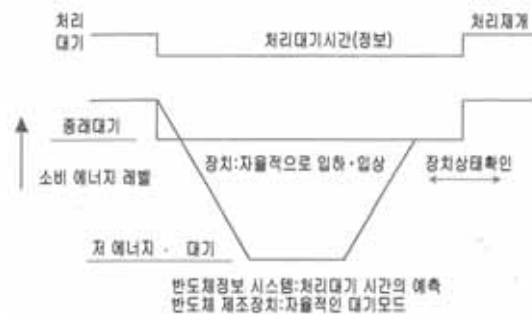 처리
대기
처리대기시간(정보)
처리재개
종래대기
장치:자율적으로 입하·입상
장치상태확인
소비 에너지 레벨
저 에너지 · 대기
반도체정보 시스템:처리대기 시간의 예측
반도체 제조장치:자율적인 대기모드